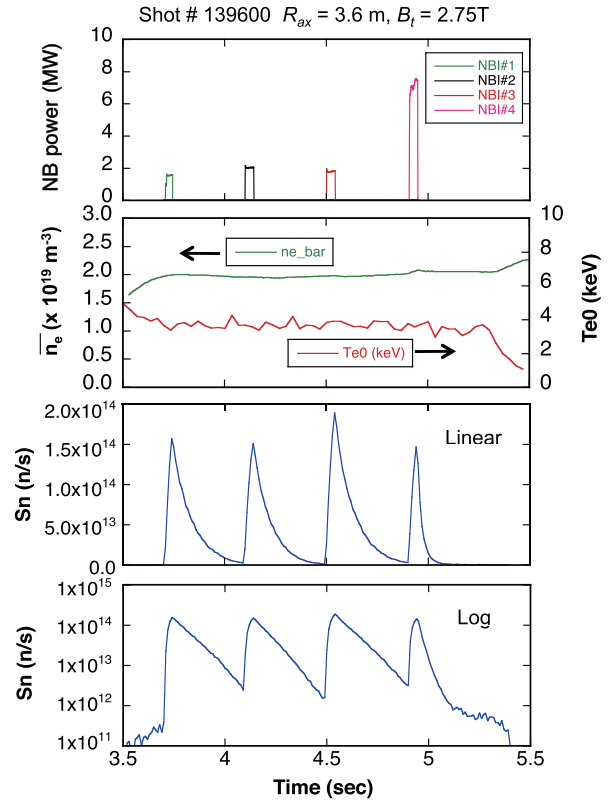 Shot # 139600 R_ax = 3.6 m, B_t = 2.75T
10
8
6
4
2
0
NB power (MW)
NBI#1
NBI#2
NBI#3
NBI#4
3.0
2.5
2.0
1.5
1.0
0.5
0.0
n̅_e (x 10^19 m^-3)
ne_bar
Te0 (keV)
10
8
6
4
2
0
Te0 (keV)
2.0x10^14
1.5x10^14
1.0x10^14
5.0x10^13
0.0
Sn (n/s)
Linear
1x10^15
1x10^14
1x10^13
1x10^12
1x10^11
Sn (n/s)
Log
3.5 4 4.5 5 5.5
Time (sec)